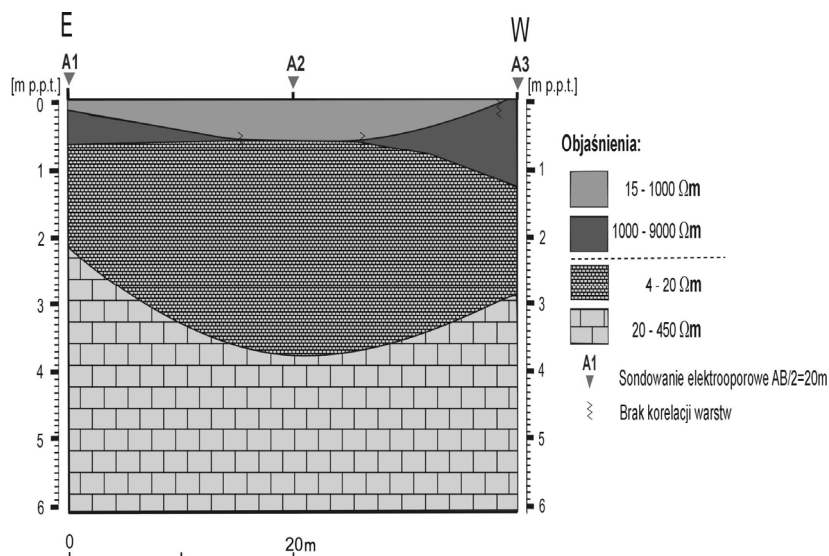 E W
A1 A2 A3
[m p.p.t.] [m p.p.t.]
0 0
1 1
2 2
3 3
4 4
5 5
6 6
0 20m
Objaśnienia:
15 - 1000 Ωm
1000 - 9000 Ωm
4 - 20 Ωm
20 - 450 Ωm
A1
Sondowanie elektrooporowe AB/2=20m
Brak korelacji warstw